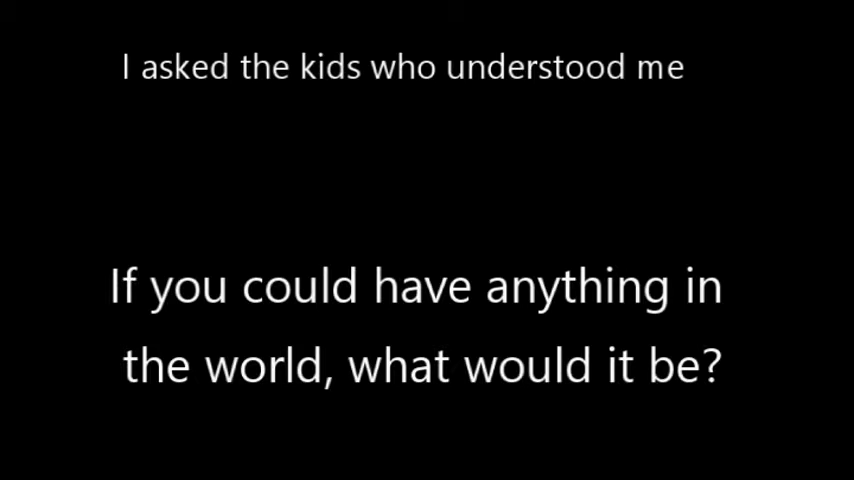 I asked the kids who understood me
If you could have anything in
the world, what would it be?